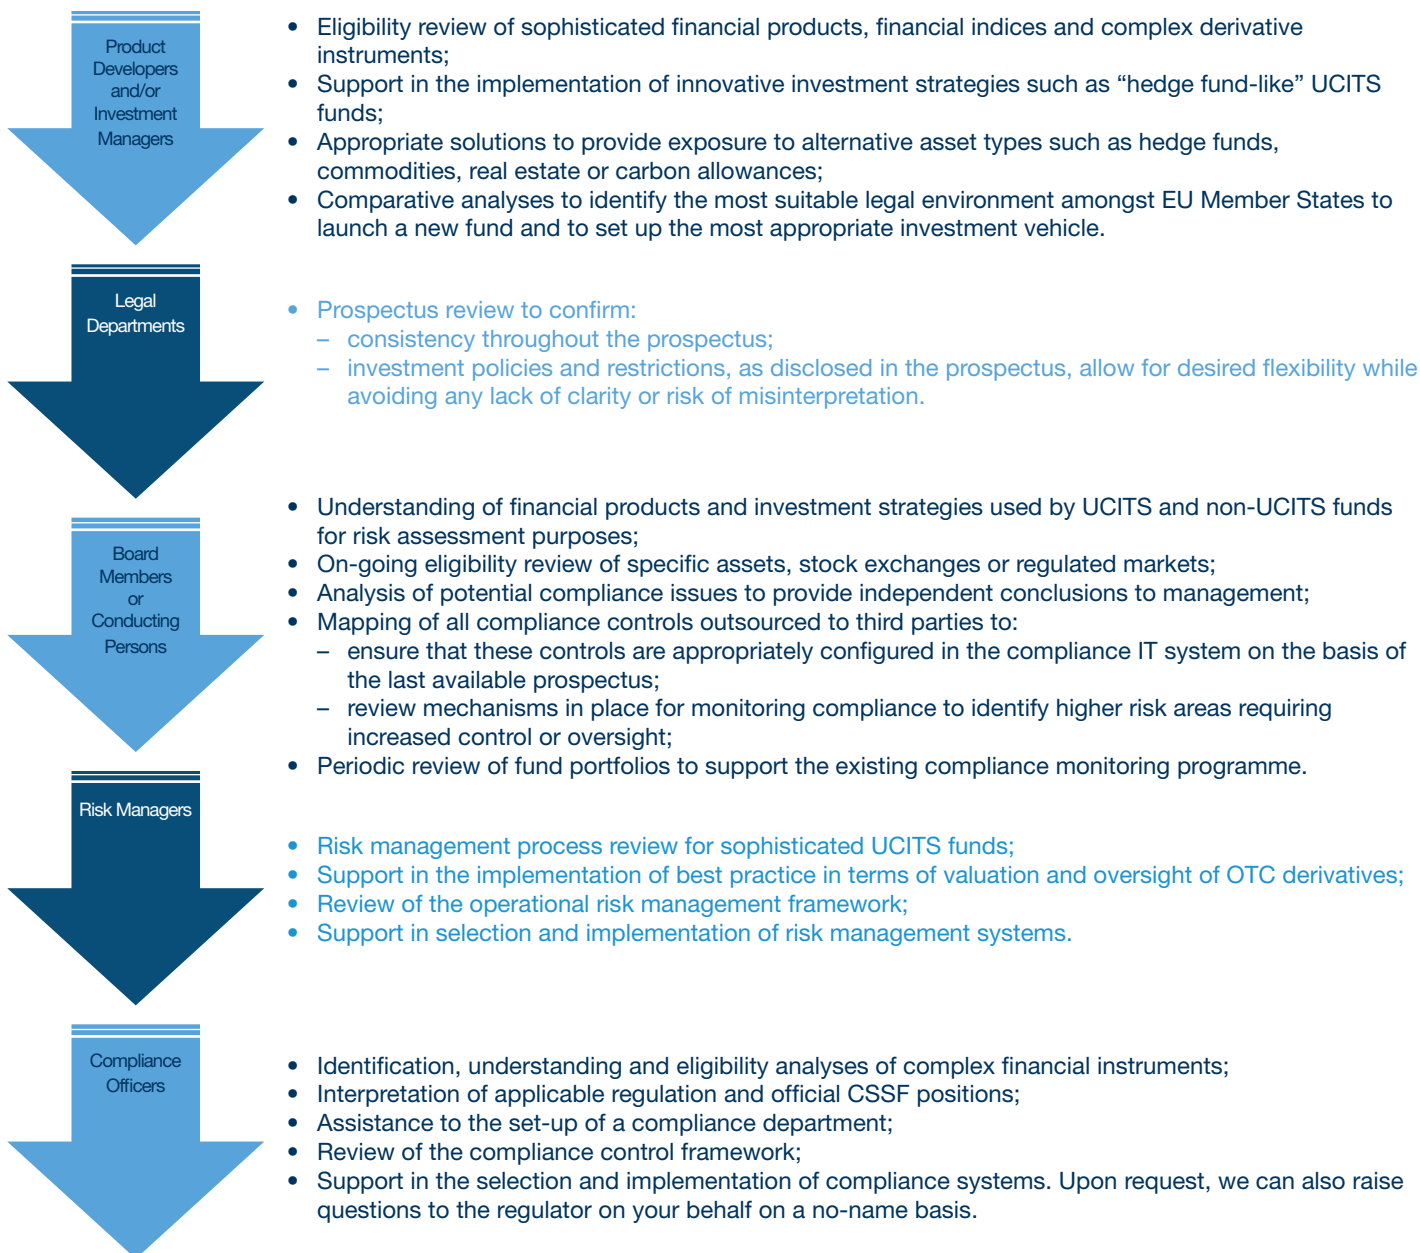 Product
Developers
and/or
Investment
Managers
• Eligibility review of sophisticated financial products, financial indices and complex derivative
instruments;
• Support in the implementation of innovative investment strategies such as “hedge fund-like” UCITS
funds;
• Appropriate solutions to provide exposure to alternative asset types such as hedge funds,
commodities, real estate or carbon allowances;
• Comparative analyses to identify the most suitable legal environment amongst EU Member States to
launch a new fund and to set up the most appropriate investment vehicle.
Legal
Departments
• Prospectus review to confirm:
– consistency throughout the prospectus;
– investment policies and restrictions, as disclosed in the prospectus, allow for desired flexibility while
avoiding any lack of clarity or risk of misinterpretation.
Board
Members
or
Conducting
Persons
• Understanding of financial products and investment strategies used by UCITS and non-UCITS funds
for risk assessment purposes;
• On-going eligibility review of specific assets, stock exchanges or regulated markets;
• Analysis of potential compliance issues to provide independent conclusions to management;
• Mapping of all compliance controls outsourced to third parties to:
– ensure that these controls are appropriately configured in the compliance IT system on the basis of
the last available prospectus;
– review mechanisms in place for monitoring compliance to identify higher risk areas requiring
increased control or oversight;
• Periodic review of fund portfolios to support the existing compliance monitoring programme.
Risk Managers
• Risk management process review for sophisticated UCITS funds;
• Support in the implementation of best practice in terms of valuation and oversight of OTC derivatives;
• Review of the operational risk management framework;
• Support in selection and implementation of risk management systems.
Compliance
Officers
• Identification, understanding and eligibility analyses of complex financial instruments;
• Interpretation of applicable regulation and official CSSF positions;
• Assistance to the set-up of a compliance department;
• Review of the compliance control framework;
• Support in the selection and implementation of compliance systems. Upon request, we can also raise
questions to the regulator on your behalf on a no-name basis.